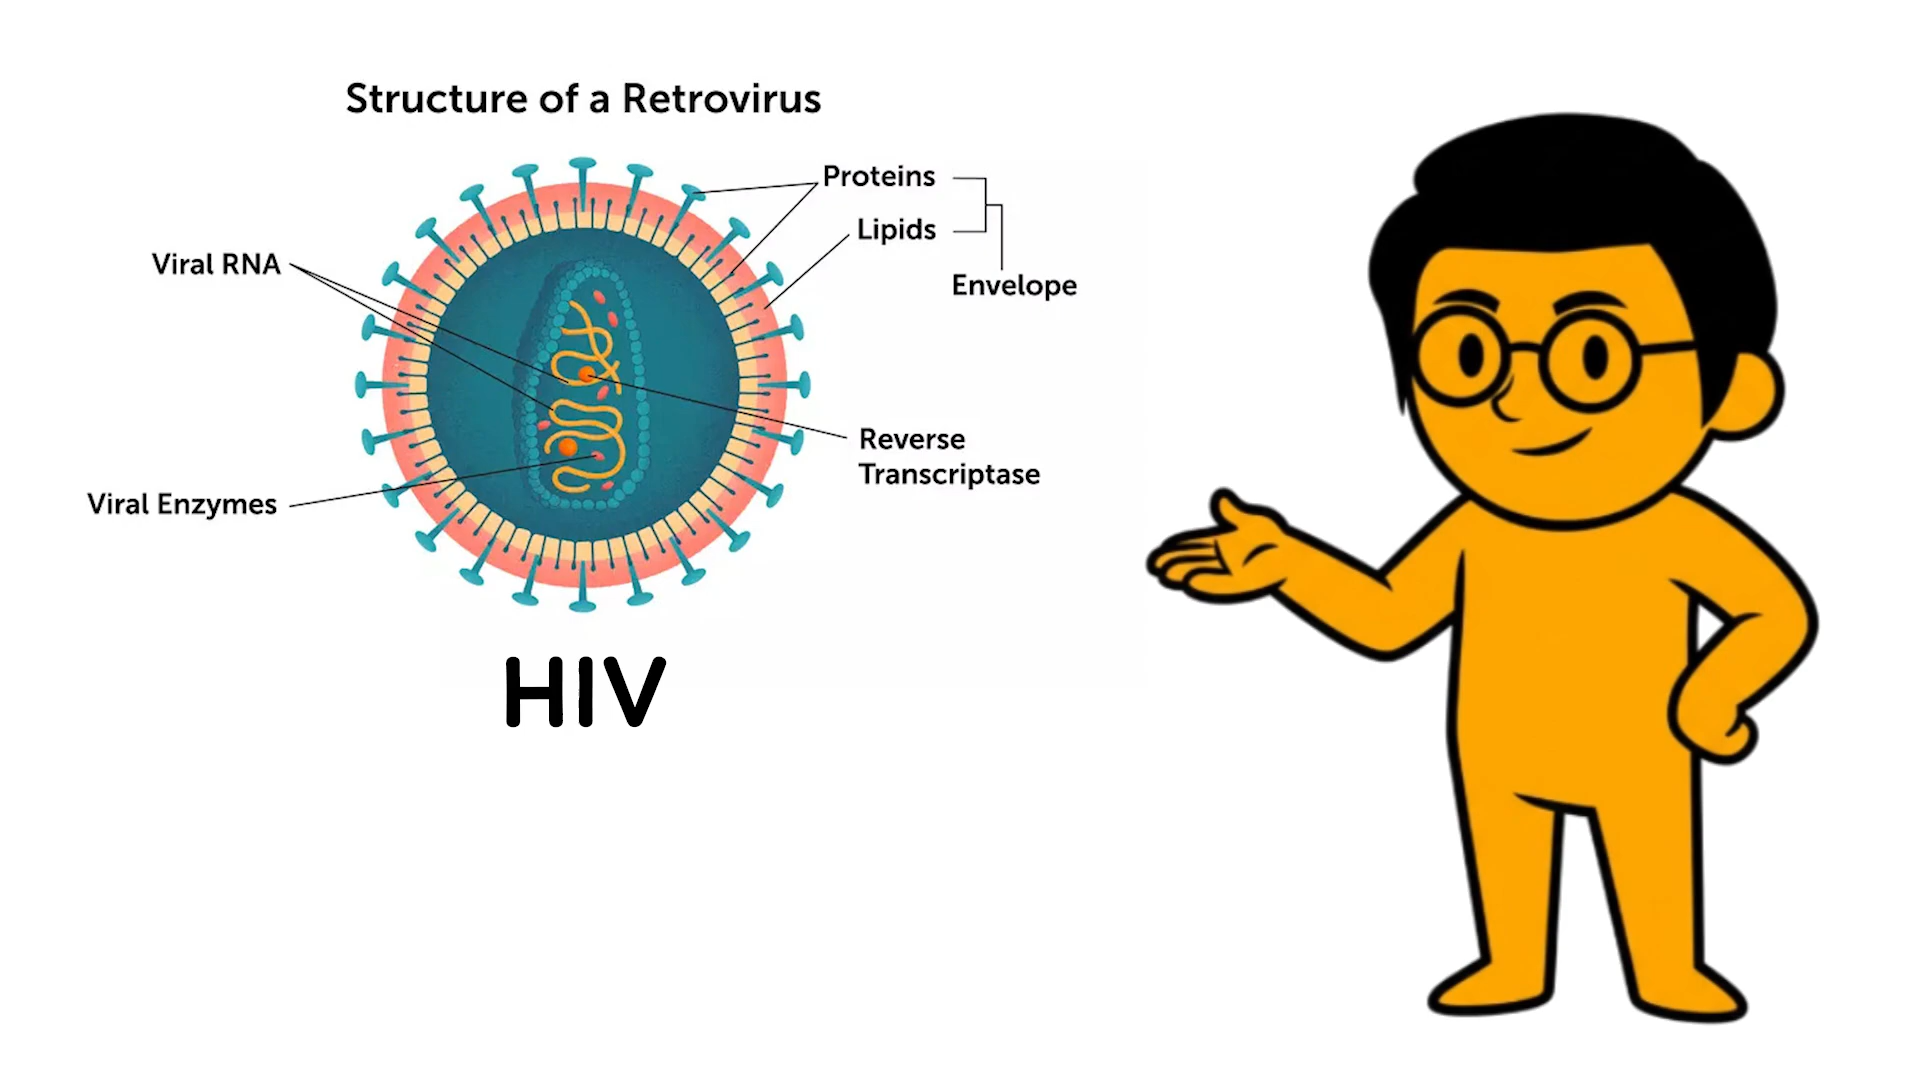 Structure of a Retrovirus
Proteins
Lipids
Envelope
Viral RNA
Reverse
Transcriptase
Viral Enzymes
HIV